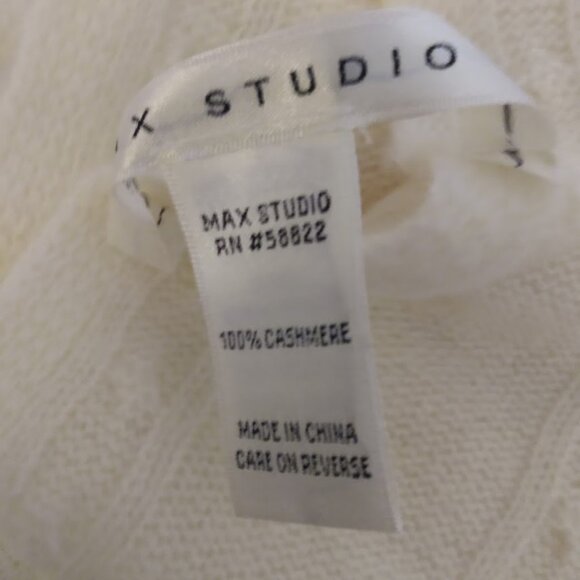 X STUDIO
MAX STUDIO
RN #58822
100% CASHMERE
MADE IN CHINA
CARE ON REVERSE